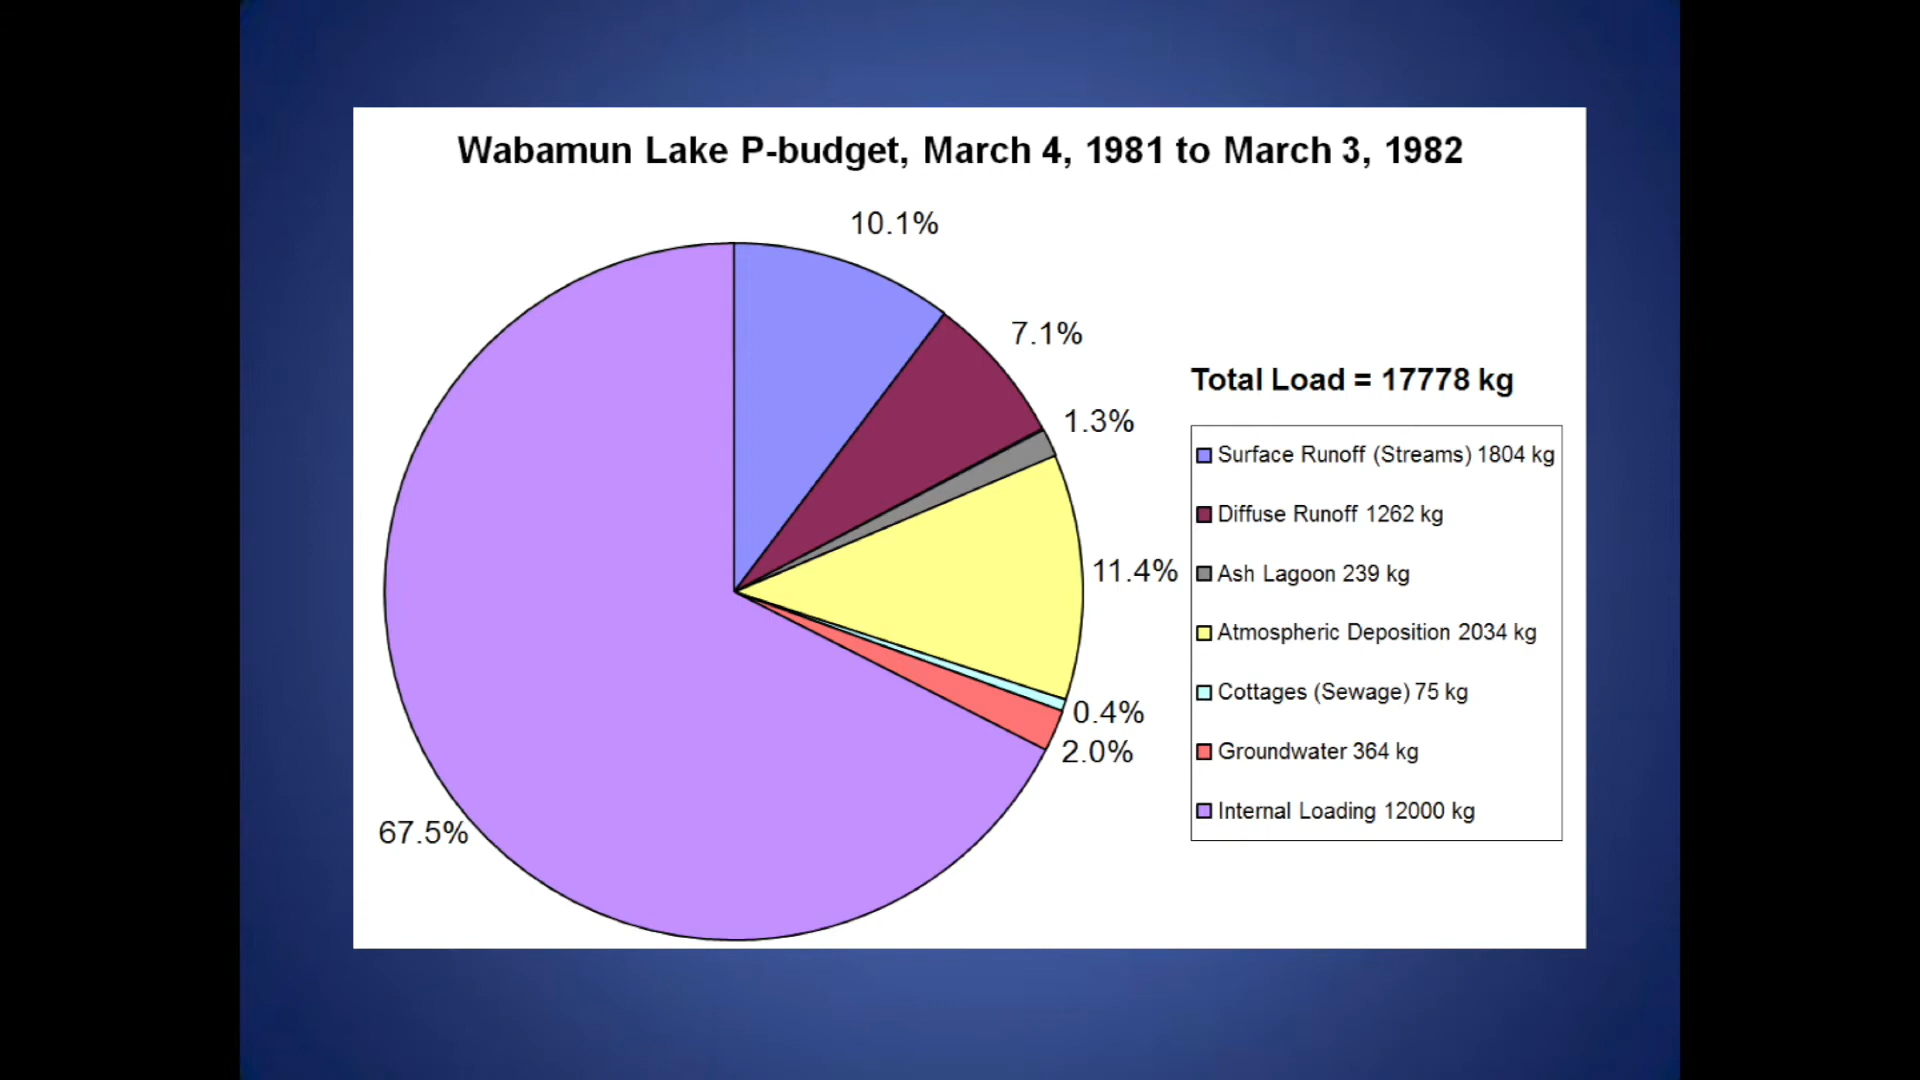 Wabamun Lake P-budget, March 4, 1981 to March 3, 1982
10.1%
7.1%
1.3%
11.4%
0.4%
2.0%
67.5%
Total Load = 17778 kg
Surface Runoff (Streams) 1804 kg
Diffuse Runoff 1262 kg
Ash Lagoon 239 kg
Atmospheric Deposition 2034 kg
Cottages (Sewage) 75 kg
Groundwater 364 kg
Internal Loading 12000 kg